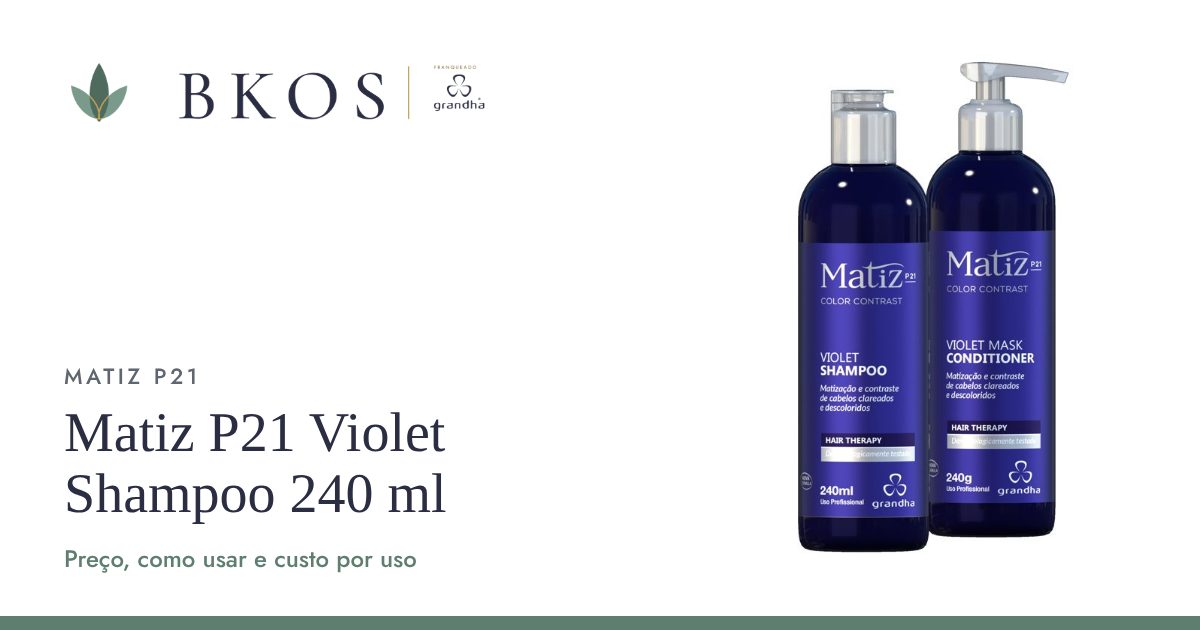 BKOS
FRANQUEADO
grandha
MATIZ P21
Matiz P21 Violet
Shampoo 240 ml
Preço, como usar e custo por uso
Matiz P21
COLOR CONTRAST
VIOLET
SHAMPOO
Matização e contraste
de cabelos clareados
e descoloridos
HAIR THERAPY
240ml
Uso Profissional
grandha
Matiz P21
COLOR CONTRAST
VIOLET MASK
CONDITIONER
Matização e contraste
de cabelos clareados
e descoloridos
HAIR THERAPY
testado
240g
Uso Profissional
grandha